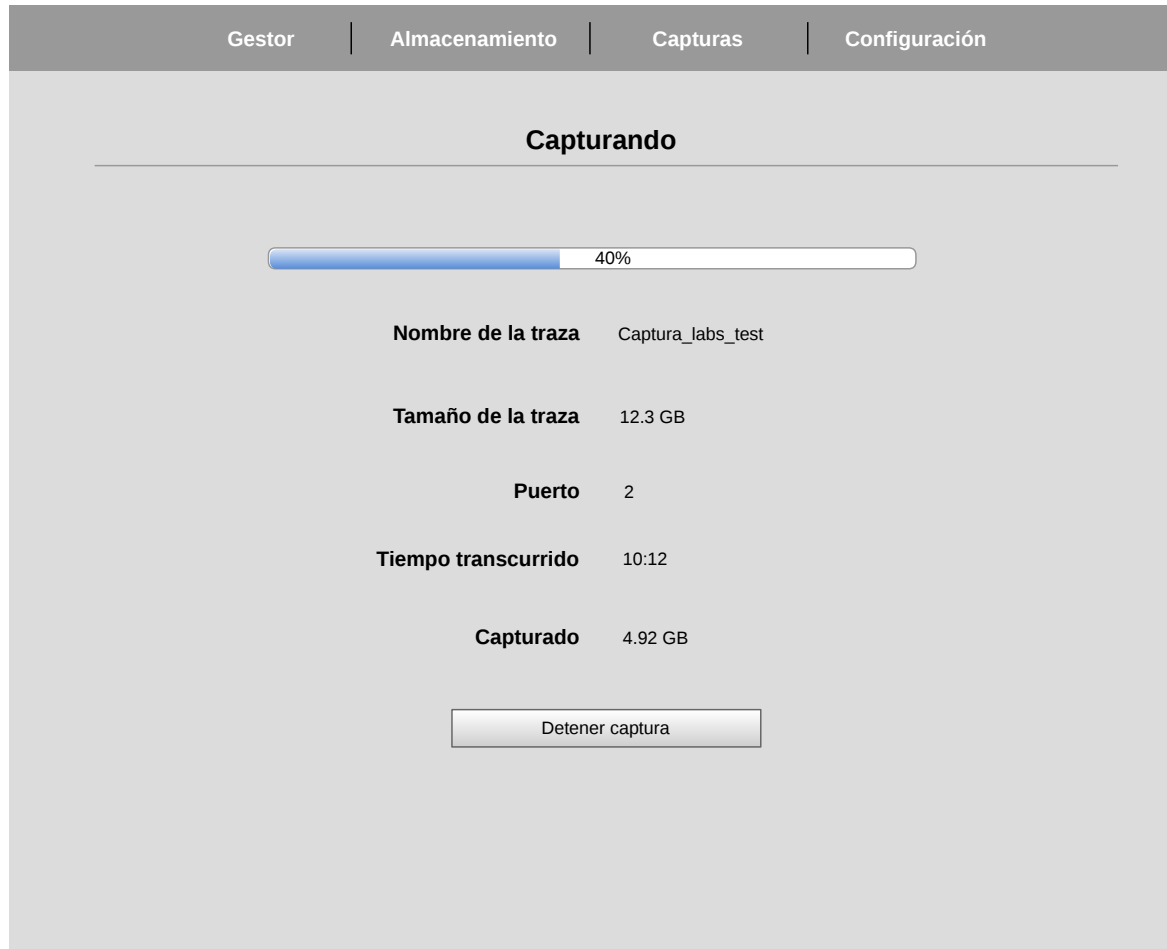 Gestor Almacenamiento Capturas Configuración
Capturando
40%
Nombre de la traza Captura_labs_test
Tamaño de la traza 12.3 GB
Puerto 2
Tiempo transcurrido 10:12
Capturado 4.92 GB
Detener captura